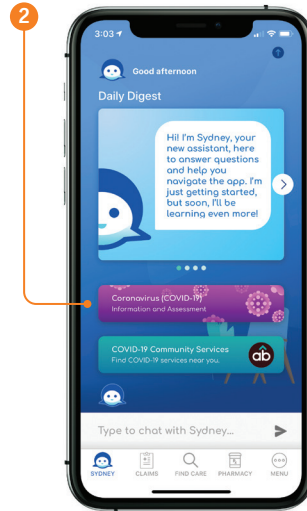 2
3:03
Good afternoon
Daily Digest
Hi! I'm Sydney, your
new assistant, here
to answer questions
and help you
navigate the app. I'm
just getting started,
but soon, I'll be
learning even more!
Coronavirus (COVID-19)
Information and Assessment
COVID-19 Community Services
Find COVID-19 services near you.
ab
Type to chat with Sydney...
SYDNEY
CLAIMS
FIND CARE
PHARMACY
MENU